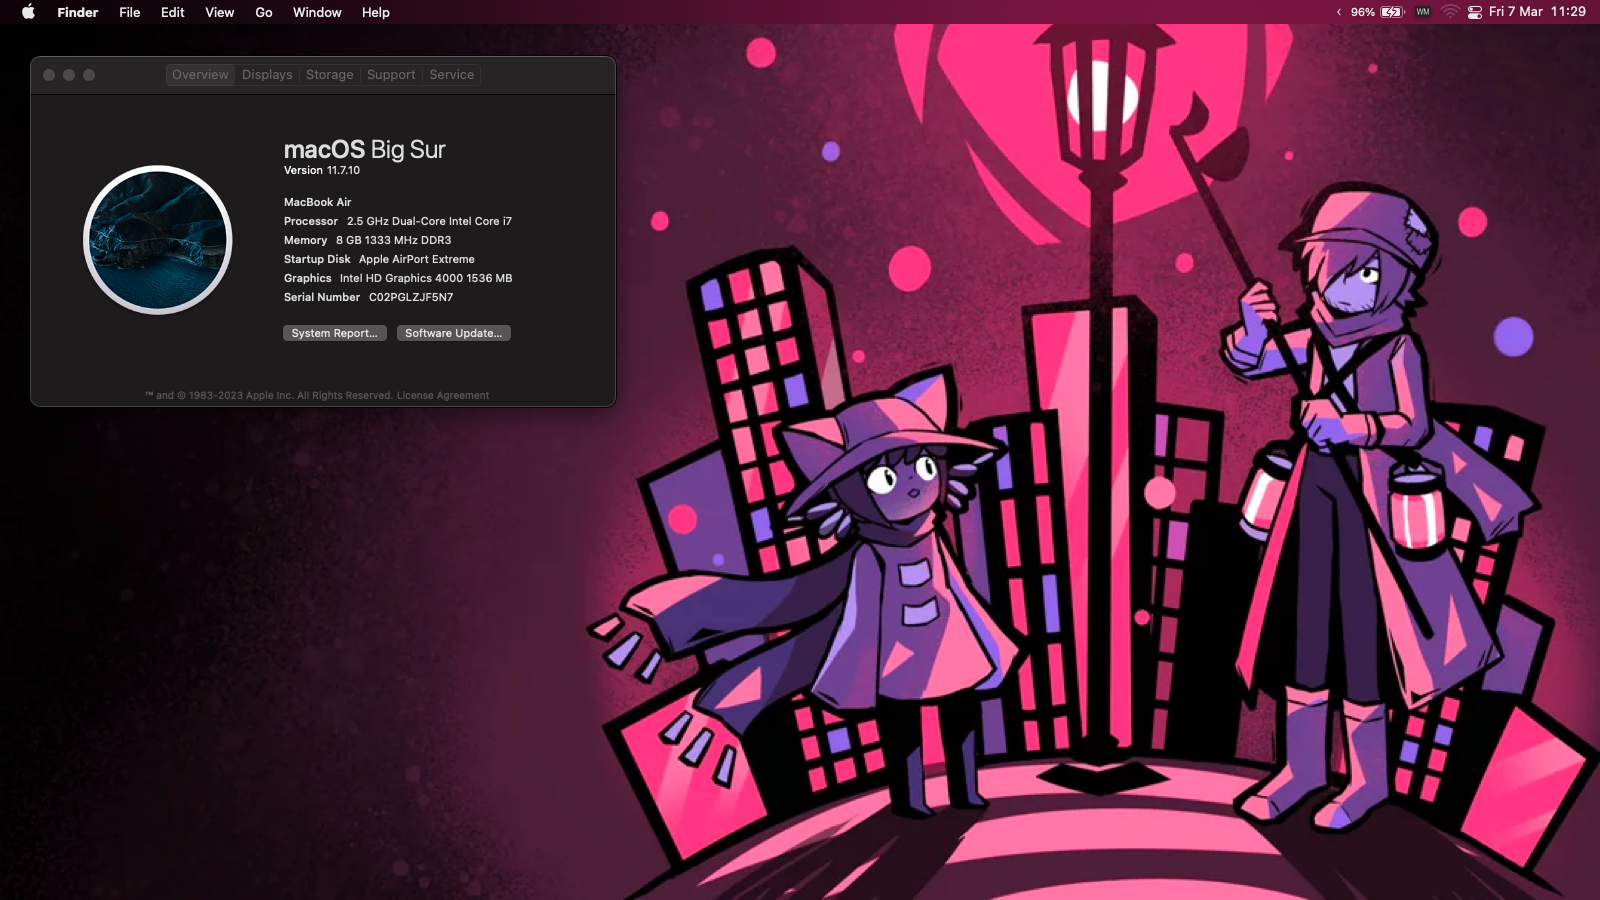 Finder File Edit View Go Window Help 96% WM Fri 7 Mar 11:29
Overview Displays Storage Support Service
macOS Big Sur
Version 11.7.10
MacBook Air
Processor 2.5 GHz Dual-Core Intel Core i7
Memory 8 GB 1333 MHz DDR3
Startup Disk Apple AirPort Extreme
Graphics Intel HD Graphics 4000 1536 MB
Serial Number C02PGLZJF5N7
System Report... Software Update...
™ and © 1983-2023 Apple Inc. All Rights Reserved. License Agreement